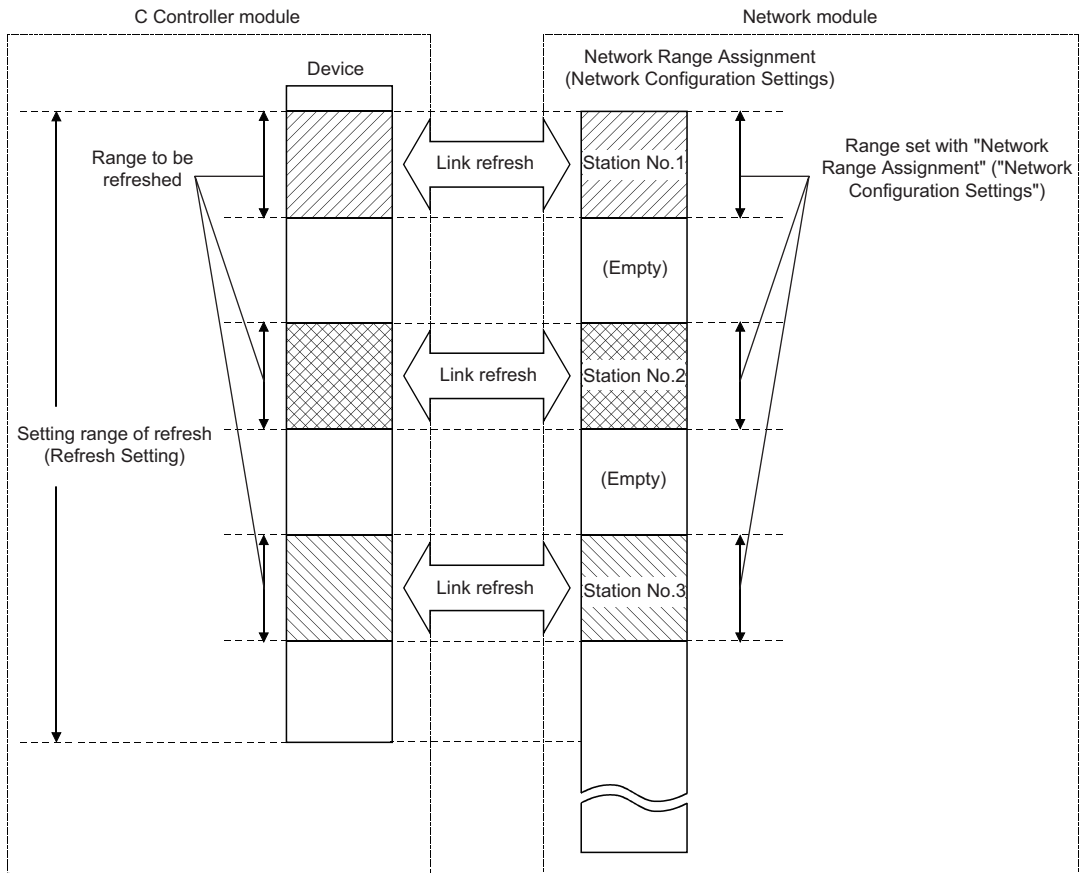 C Controller module
Network module
Device
Network Range Assignment
(Network Configuration Settings)
Range to be
refreshed
Link refresh
Station No.1
Range set with "Network
Range Assignment" ("Network
Configuration Settings")
(Empty)
Link refresh
Station No.2
Setting range of refresh
(Refresh Setting)
(Empty)
Link refresh
Station No.3